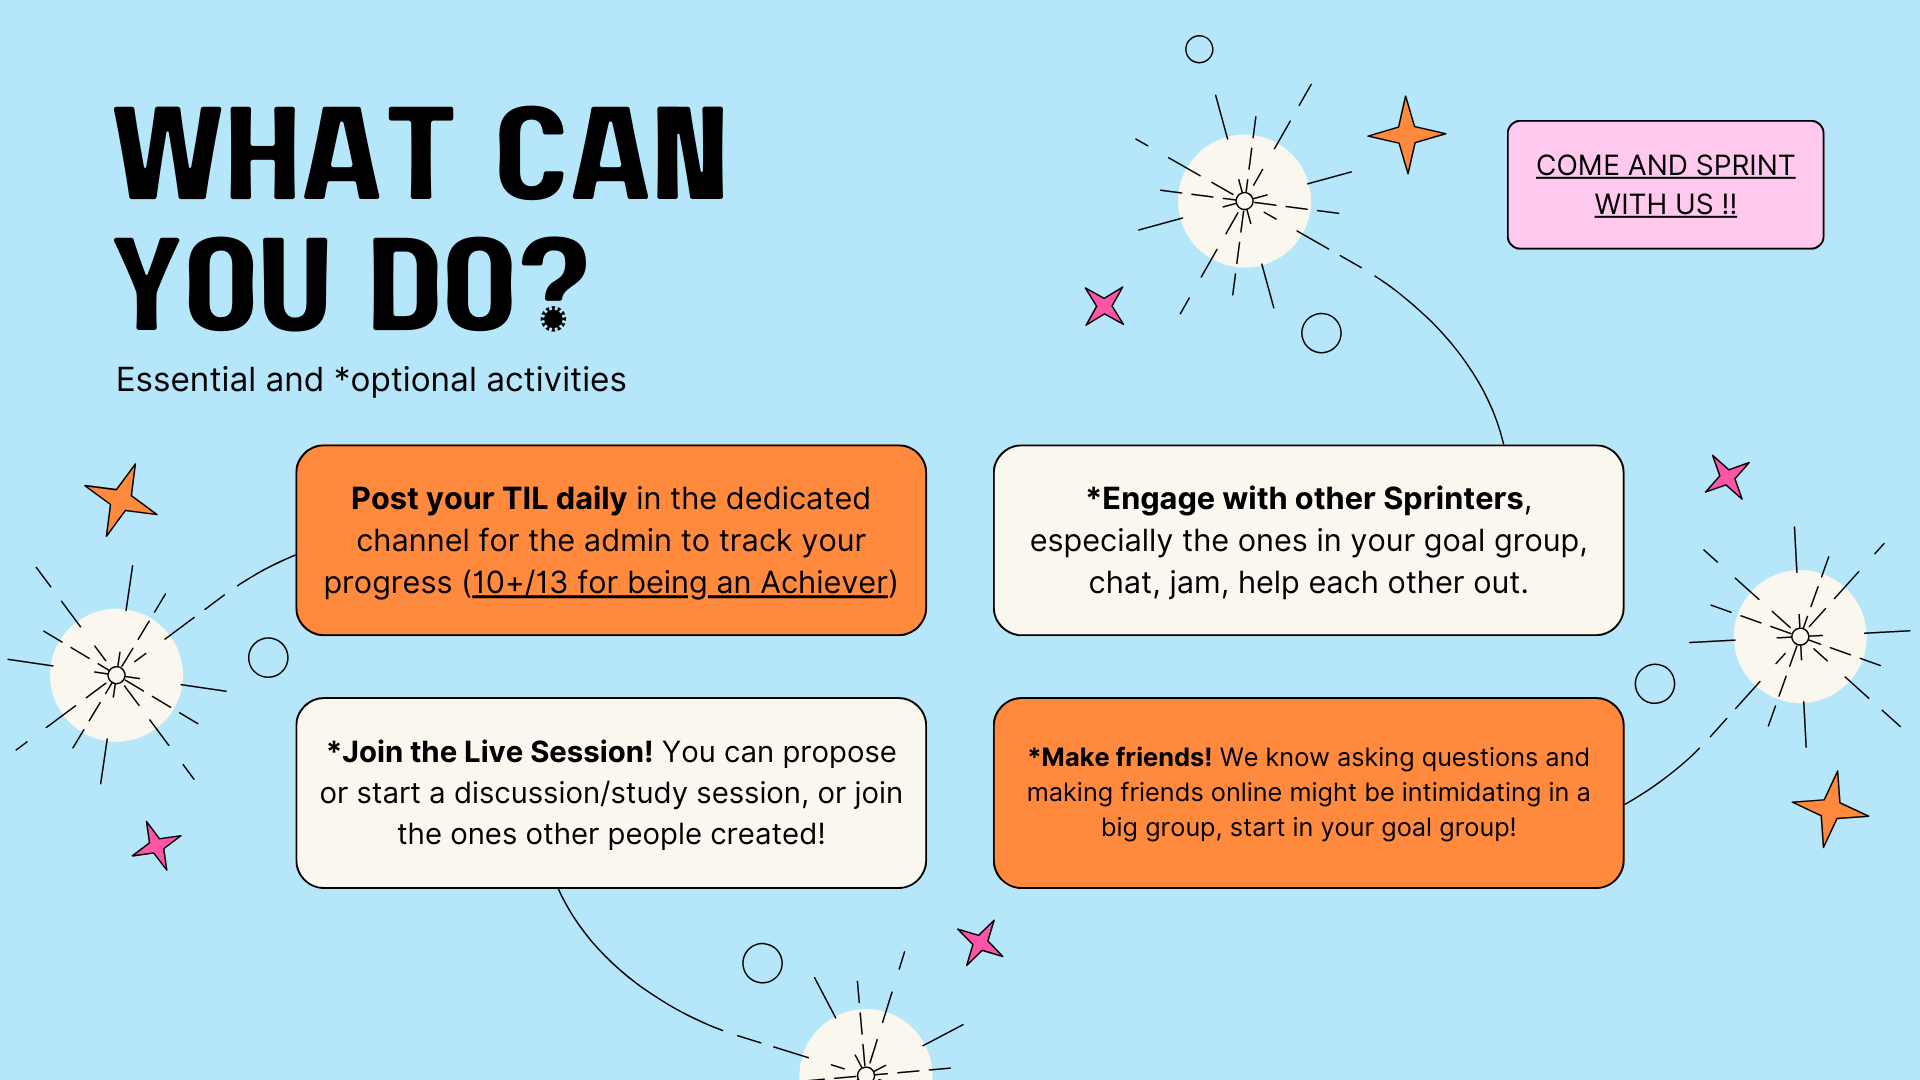 WHAT CAN
YOU DO?
Essential and *optional activities
COME AND SPRINT
WITH US !!
Post your TIL daily in the dedicated
channel for the admin to track your
progress (10+/13 for being an Achiever)
*Engage with other Sprinters,
especially the ones in your goal group,
chat, jam, help each other out.
*Join the Live Session! You can propose
or start a discussion/study session, or join
the ones other people created!
*Make friends! We know asking questions and
making friends online might be intimidating in a
big group, start in your goal group!